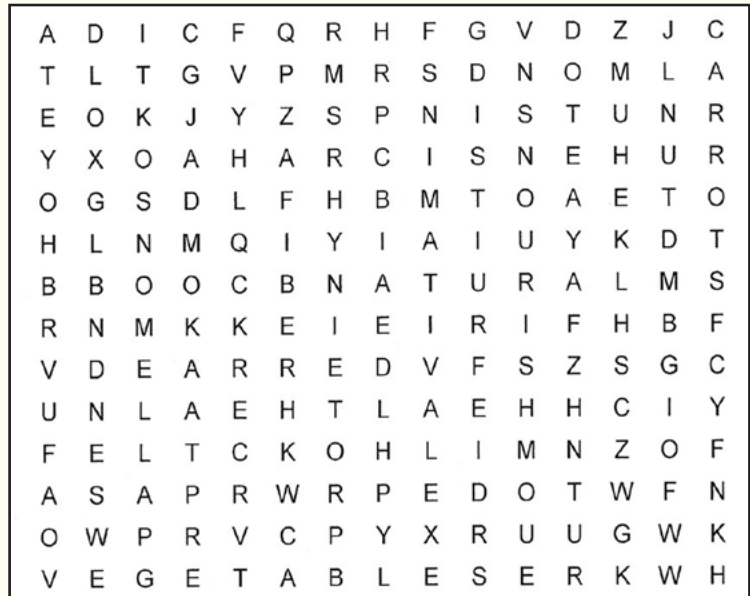 A D I C F Q R H F G V D Z J C
T L T G V P M R S D N O M L A
E O K J Y Z S P N I S T U N R
Y X O A H A R C I S N E H U R
O G S D L F H B M T O A E T O
H L N M Q I Y I A I U Y K D T
B B O O C B N A T U R A L M S
R N M K K E I E I R I F H B F
V D E A R R E D V F S Z S G C
U N L A E H T L A E H H C I Y
F E L T C K O H L I M N Z O F
A S A P R W R P E D O T W F N
O W P R V C P Y X R U U G W K
V E G E T A B L E S E R K W H